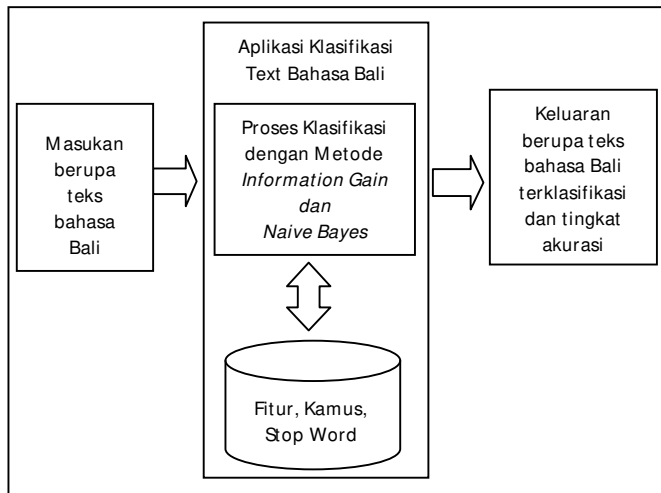 Aplikasi Klasifikasi
Text Bahasa Bali
Masukan
berupa
teks
bahasa
Bali
Proses Klasifikasi
dengan Metode
Information Gain
dan
Naive Bayes
Keluaran
berupa teks
bahasa Bali
terklasifikasi
dan tingkat
akurasi
Fitur, Kamus,
Stop Word